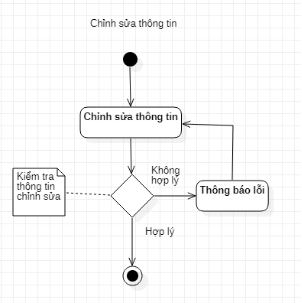 Chỉnh sửa thông tin
Chỉnh sửa thông tin
Không
hợp lý
Kiểm tra
thông tin
chỉnh sửa
Thông báo lỗi
Hợp lý